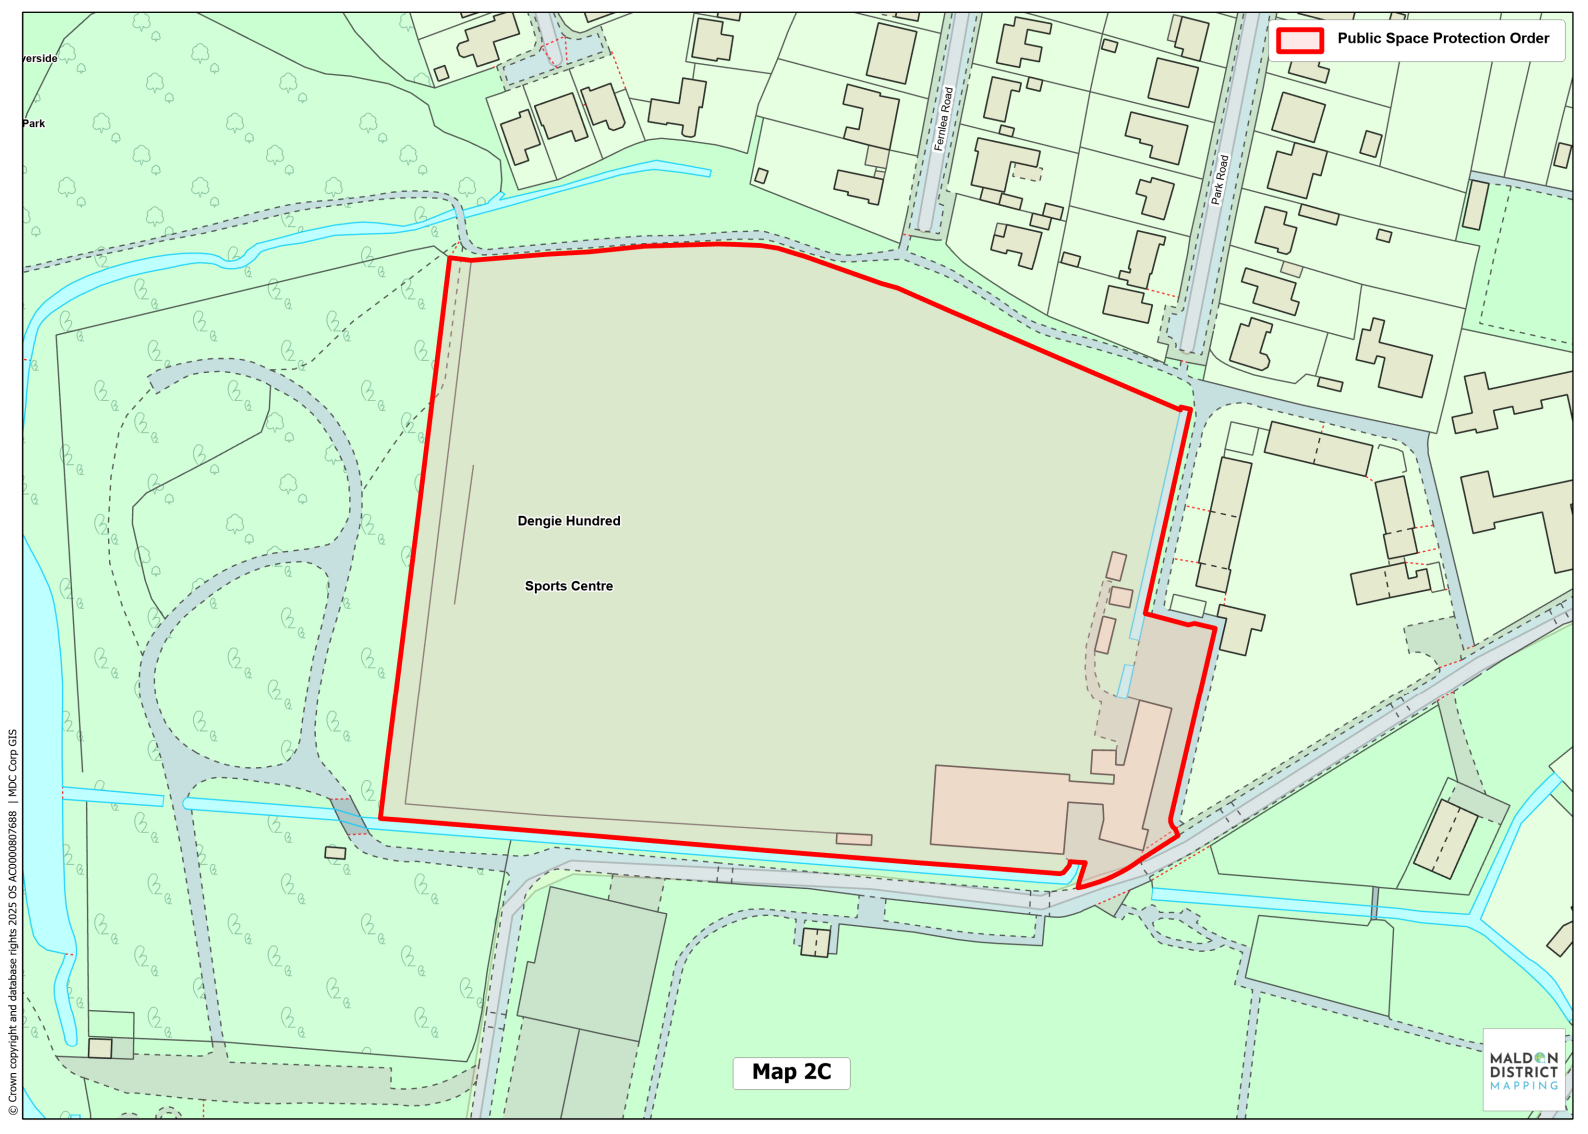 Public Space Protection Order
verside
Park
Fernlea Road
Park Road
Dengie Hundred
Sports Centre
Map 2C
MALDON
DISTRICT
MAPPING
© Crown copyright and database rights 2025 OS AC0000807688 | MDC Corp GIS